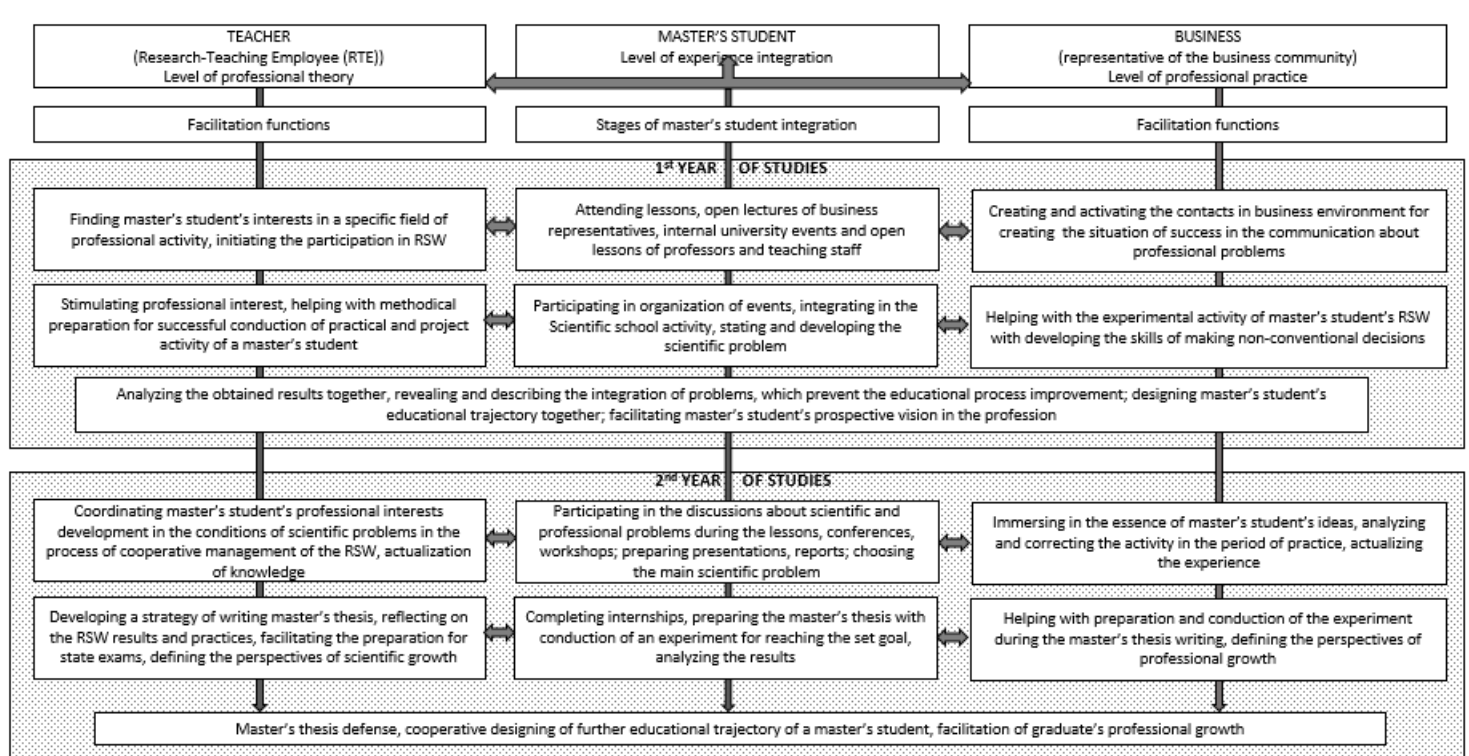 TEACHER
(Research-Teaching Employee (RTE))
Level of professional theory
MASTER'S STUDENT
Level of experience integration
BUSINESS
(representative of the business community)
Level of professional practice
Facilitation functions
Stages of master's student integration
Facilitation functions
1st YEAR OF STUDIES
Finding master's student's interests in a specific field of
professional activity, initiating the participation in RSW
Attending lessons, open lectures of business
representatives, internal university events and open
lessons of professors and teaching staff
Creating and activating the contacts in business environment for
creating the situation of success in the communication about
professional problems
Stimulating professional interest, helping with methodical
preparation for successful conduction of practical and project
activity of a master's student
Participating in organization of events, integrating in the
Scientific school activity, stating and developing the
scientific problem
Helping with the experimental activity of master's student's RSW
with developing the skills of making non-conventional decisions
Analyzing the obtained results together, revealing and describing the integration of problems, which prevent the educational process improvement; designing master's student's
educational trajectory together; facilitating master's student's prospective vision in the profession
2nd YEAR OF STUDIES
Coordinating master's student's professional interests
development in the conditions of scientific problems in the
process of cooperative management of the RSW, actualization
of knowledge
Participating in the discussions about scientific and
professional problems during the lessons, conferences,
workshops; preparing presentations, reports; choosing
the main scientific problem
Immersing in the essence of master's student's ideas, analyzing
and correcting the activity in the period of practice, actualizing
the experience
Developing a strategy of writing master's thesis, reflecting on
the RSW results and practices, facilitating the preparation for
state exams, defining the perspectives of scientific growth
Completing internships, preparing the master's thesis with
conduction of an experiment for reaching the set goal,
analyzing the results
Helping with preparation and conduction of the experiment
during the master's thesis writing, defining the perspectives of
professional growth
Master's thesis defense, cooperative designing of further educational trajectory of a master's student, facilitation of graduate's professional growth